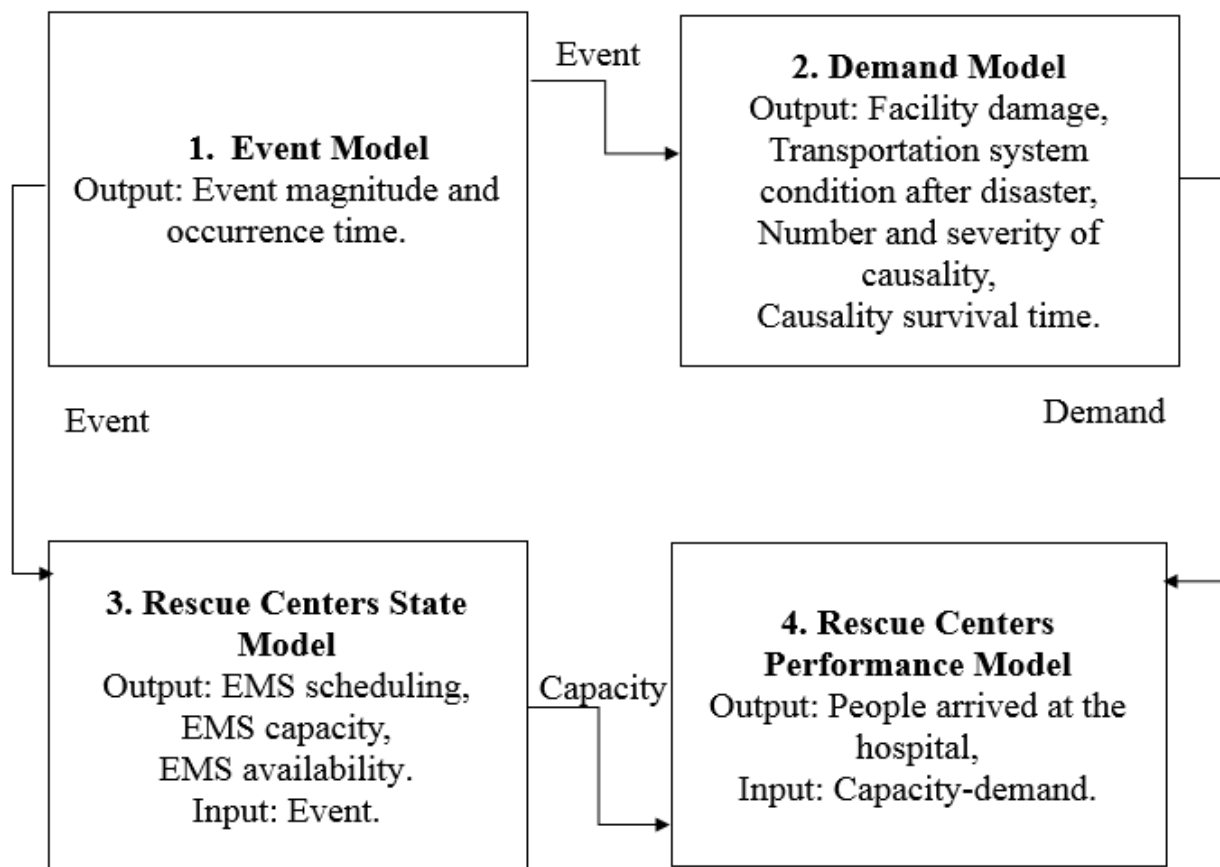 1. Event Model
Output: Event magnitude and
occurrence time.
Event
2. Demand Model
Output: Facility damage,
Transportation system
condition after disaster,
Number and severity of
causality,
Causality survival time.
Event
Demand
3. Rescue Centers State
Model
Output: EMS scheduling,
EMS capacity,
EMS availability.
Input: Event.
Capacity
4. Rescue Centers
Performance Model
Output: People arrived at the
hospital,
Input: Capacity-demand.